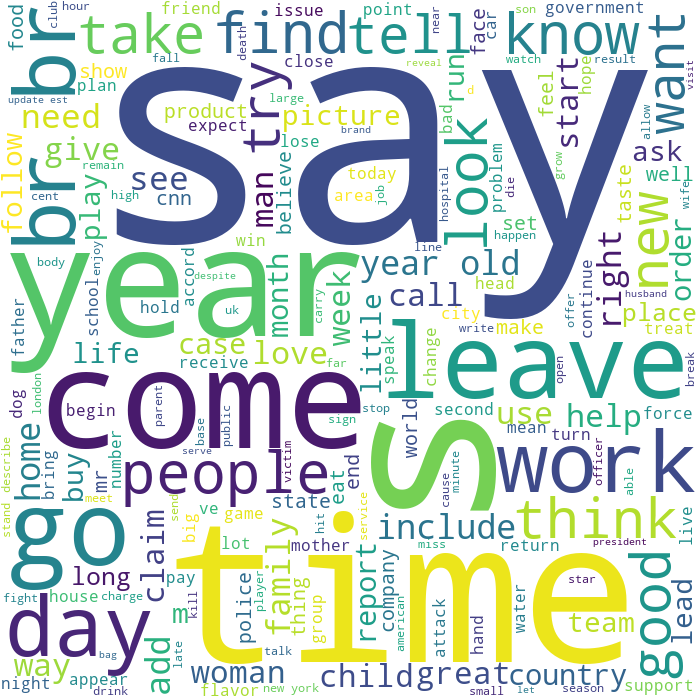 food
club
hour
friend
issue
point
son
near
government
take
find
tell
know
br
car
face
death
fall
close
reveal
watch
result
visit
show
plan
update est
say
want
try
run
d
hope
feel
start
allow
need
product
expect
picture
large
brand
bad
grow
follow
give
cent
remain
high
see
cnn
man
believe
lose
today
area
job
hospital
look
problem
die
ask
well
wife
br
play
win
line
happen
set
taste
new
order
year
body
enjoy
school
accord
hold
despite
uk
carry
month
week
year old
call
head
city
write
make
offer
continue
right
husband
place
treat
father
life
case
receive
love
far
little
speak
change
leave
open
break
dog
london
come
begin
parent
stop
sign
world
second
use
mean
help
turn
force
home
bring
buy
number
mr
people
serve
base
public
victim
state
end
eat
s
cause
minute
work
officer
able
live
stand
describe
meet
go
long
claim
send
ve
big
lot
game
hit
mother
service
include
miss
return
think
president
good
lead
fight
house
charge
pay
m
kill
police
player
family
thing
group
time
report
company
american
attack
hand
water
star
team
day
way
night
bag
appear
drink
add
late
woman
talk
flavor
new york
child
great
small
let
country
season
support